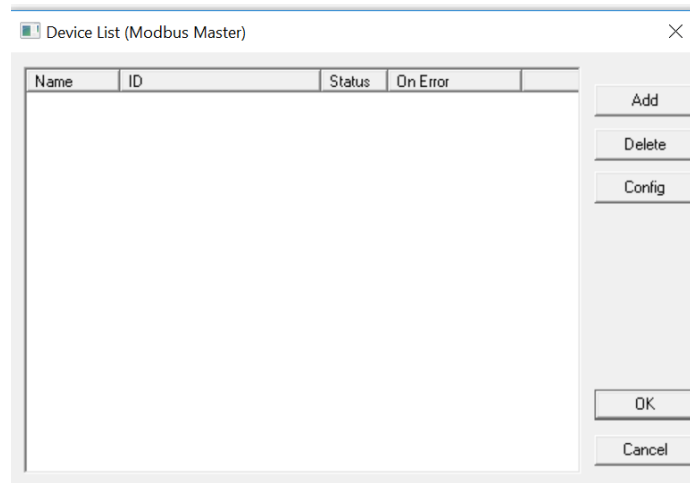 Device List (Modbus Master)
Name ID Status On Error
Add
Delete
Config
OK
Cancel